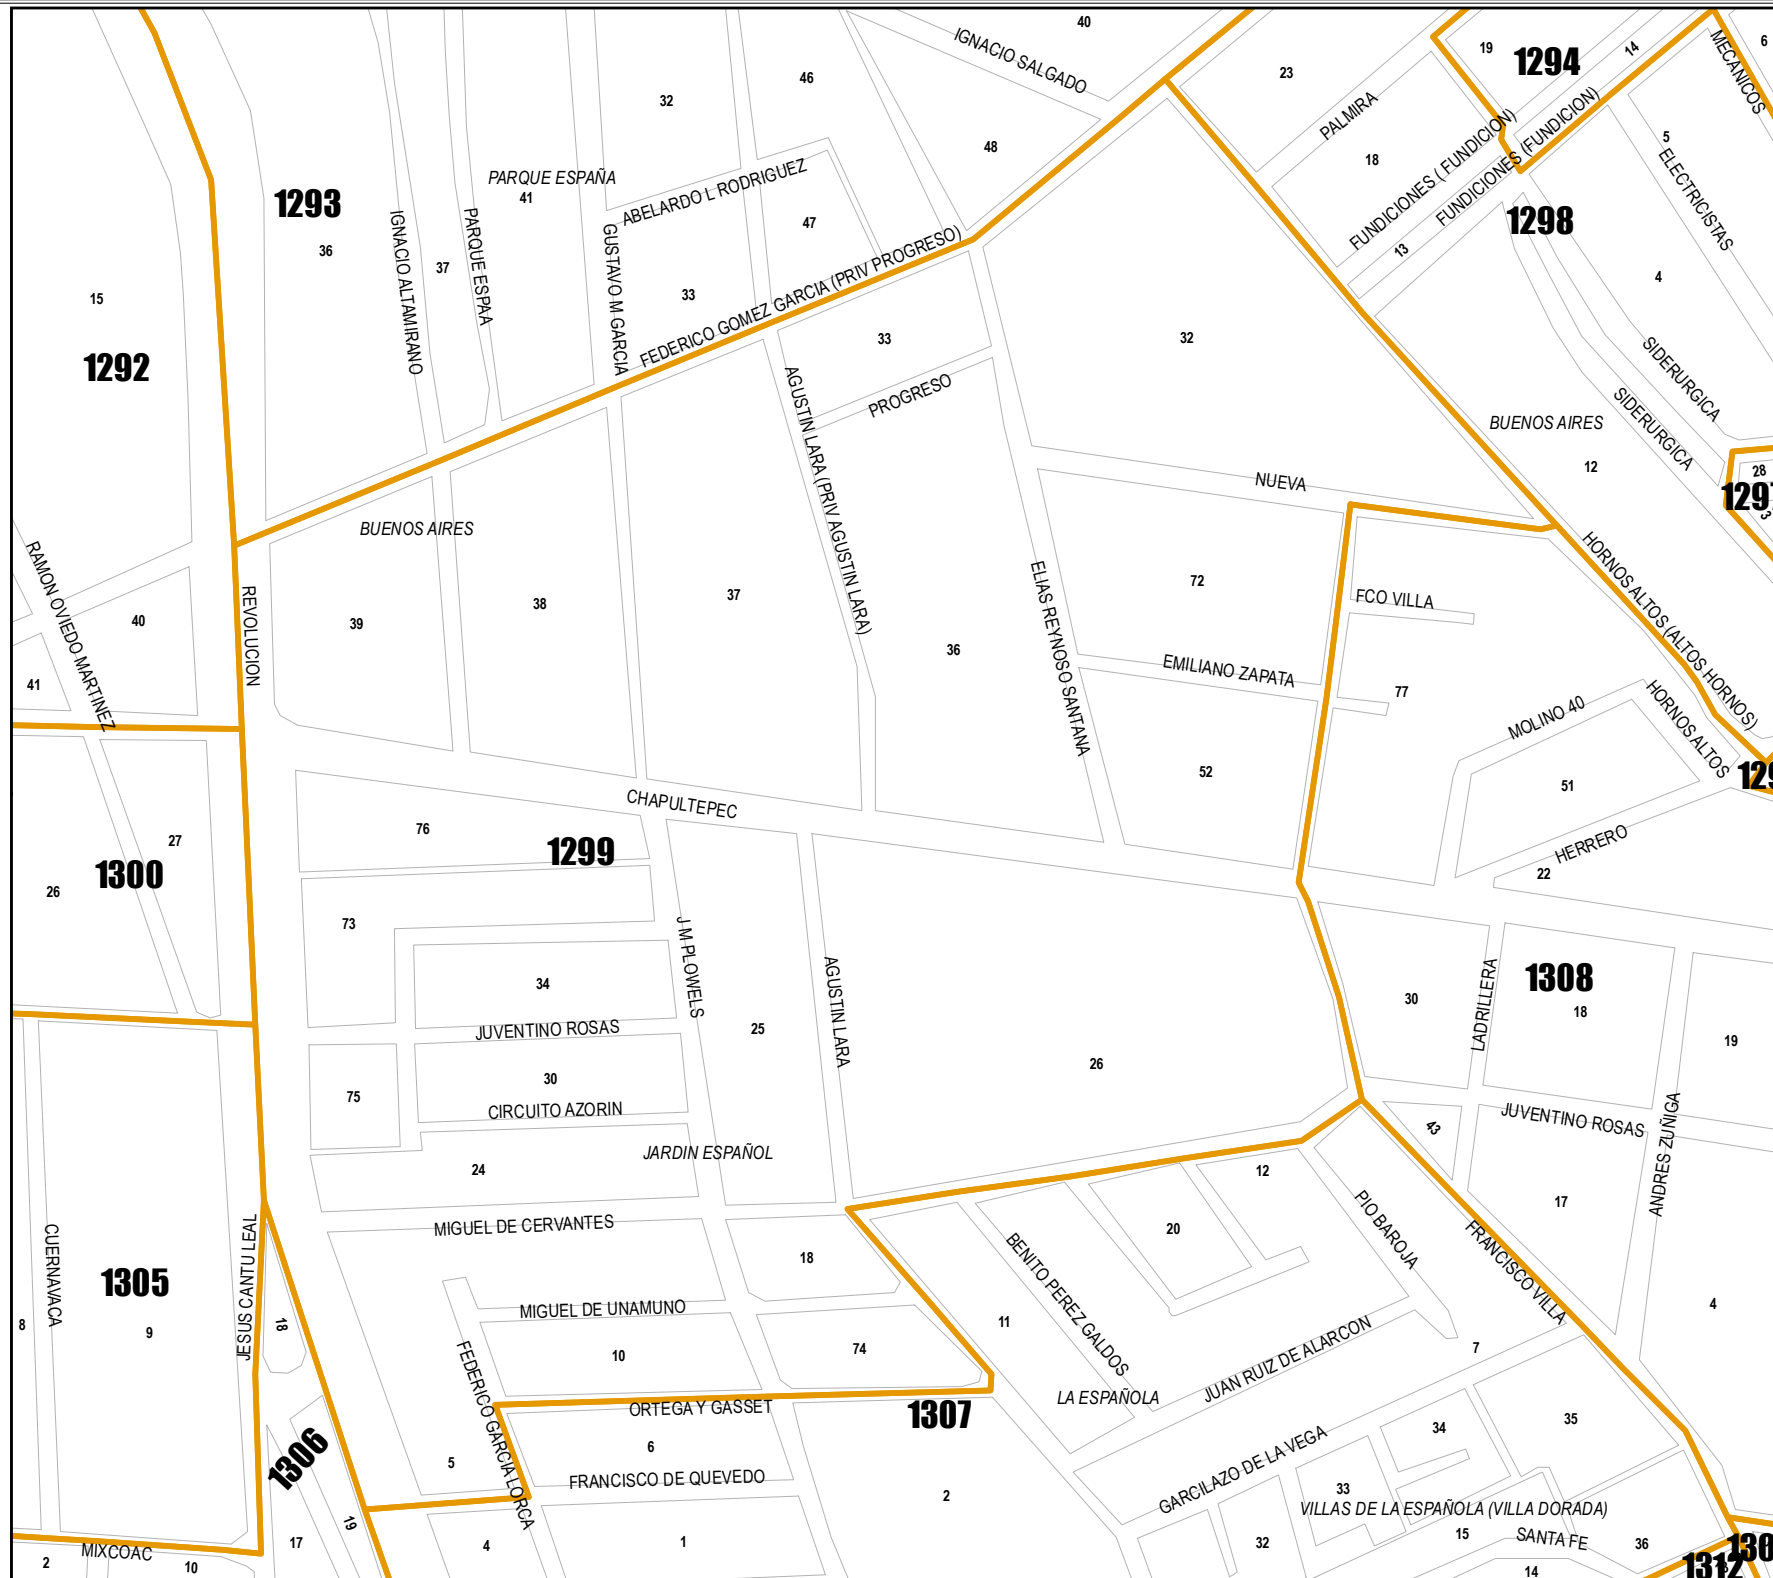 40
IGNACIO SALGADO
19
1294
14
6
MECANICOS
46
32
23
PALMIRA
48
18
5
FUNDICIONES ( FUNDICION)
FUNDICIONES (FUNDICION)
ELECTRICISTAS
PARQUE ESPAÑA
41
ABELARDO L RODRIGUEZ
1293
36
IGNACIO ALTAMIRANO
37
PARQUE ESPAA
GUSTAVO M GARCIA
47
33
FEDERICO GOMEZ GARCIA (PRIV PROGRESO)
1298
13
4
15
1292
33
32
PROGRESO
SIDERURGICA
SIDERURGICA
BUENOS AIRES
12
28
3
AGUSTIN LARA (PRIV AGUSTIN LARA)
NUEVA
BUENOS AIRES
RAMON OVIEDO MARTINEZ
40
41
REVOLUCION
39
38
37
36
ELIAS REYNOSO SANTANA
72
FCO VILLA
HORNOS ALTOS (ALTOS HORNOS)
EMILIANO ZAPATA
77
MOLINO 40
HORNOS ALTOS
52
51
CHAPULTEPEC
76
1299
HERRERO
22
27
1300
26
73
J M PLOWELS
34
AGUSTIN LARA
JUVENTINO ROSAS
25
30
LADRILLERA
1308
18
19
30
CIRCUITO AZORIN
75
26
JUVENTINO ROSAS
43
ANDRES ZUÑIGA
JARDIN ESPAÑOL
24
12
17
PIO BAROJA
20
MIGUEL DE CERVANTES
CUERNAVACA
JESUS CANTU LEAL
18
BENITO PEREZ GALDOS
FRANCISCO VILLA
1305
8
9
18
MIGUEL DE UNAMUNO
10
74
11
4
7
JUAN RUIZ DE ALARCON
FEDERICO GARCIA LORCA
LA ESPAÑOLA
ORTEGA Y GASSET
1307
34
35
1306
6
5
FRANCISCO DE QUEVEDO
GARCILAZO DE LA VEGA
33
2
VILLAS DE LA ESPAÑOLA (VILLA DORADA)
19
17
4
1
32
15
SANTA FE
36
MIXCOAC
2
10
14
1312